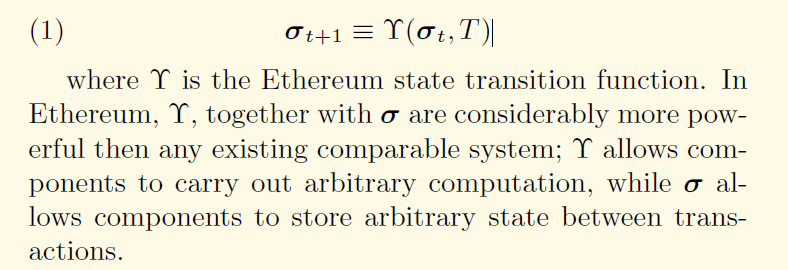 (1) σt+1 ≡ ϒ(σt, T)|
where ϒ is the Ethereum state transition function. In
Ethereum, ϒ, together with σ are considerably more pow-
erful then any existing comparable system; ϒ allows com-
ponents to carry out arbitrary computation, while σ al-
lows components to store arbitrary state between trans-
actions.